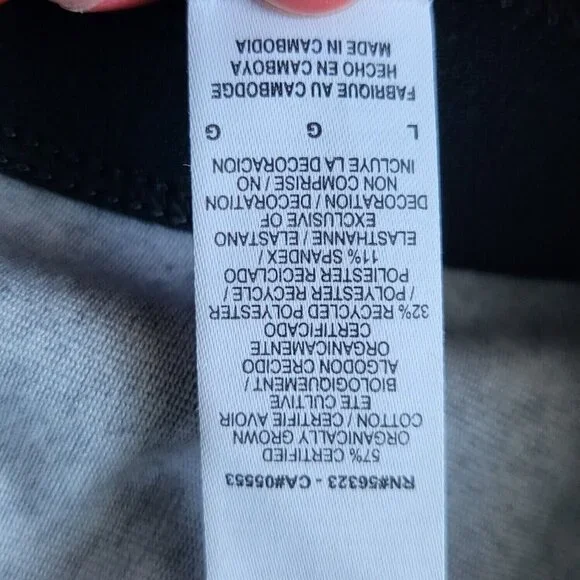 RN#56323 - CA#05553
57% CERTIFIED
ORGANICALLY GROWN
COTTON / CERTIFIE AVOIR
ETE CULTIVE
BIOLOGIQUEMENT /
ALGODON CRECIDO
ORGANICAMENTE
CERTIFICADO
32% RECYCLED POLYESTER
/ POLYESTER RECYCLE /
POLIESTER RECICLADO
11% SPANDEX /
ELASTHANNE / ELASTANO
EXCLUSIVE OF
DECORATION / DECORATION
NON COMPRISE / NO
INCLUYE LA DECORACION
L G G
FABRIQUE AU CAMBODGE
HECHO EN CAMBOYA
MADE IN CAMBODIA